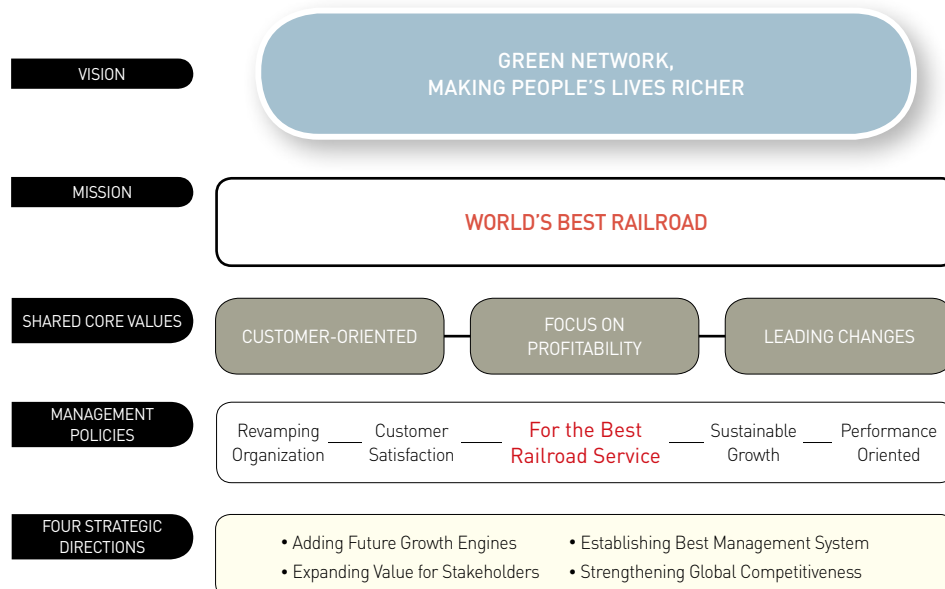 VISION
GREEN NETWORK,
MAKING PEOPLE'S LIVES RICHER
MISSION
WORLD'S BEST RAILROAD
SHARED CORE VALUES
CUSTOMER-ORIENTED
FOCUS ON
PROFITABILITY
LEADING CHANGES
MANAGEMENT
POLICIES
Revamping
Organization
Customer
Satisfaction
For the Best
Railroad Service
Sustainable
Growth
Performance
Oriented
FOUR STRATEGIC
DIRECTIONS
• Adding Future Growth Engines
• Expanding Value for Stakeholders
• Establishing Best Management System
• Strengthening Global Competitiveness